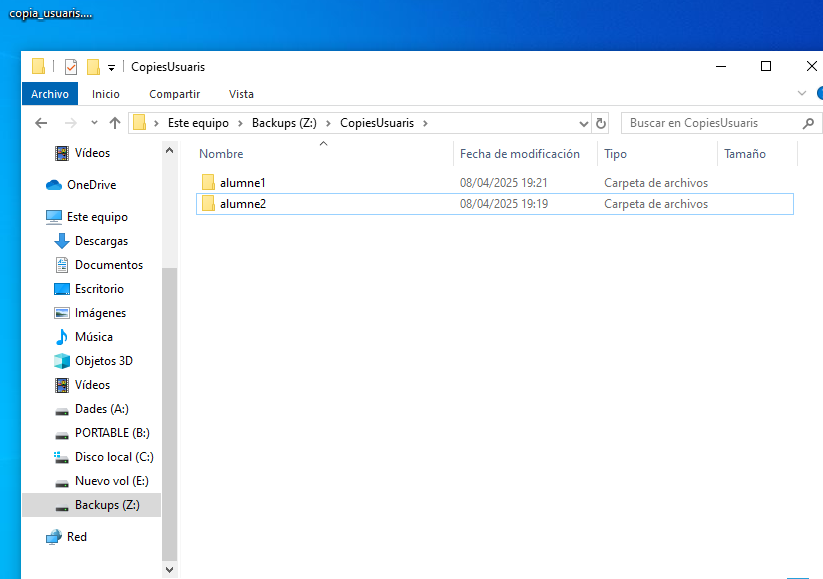 copia_usuaris....
CopiesUsuaris
Archivo Inicio Compartir Vista
Este equipo Backups (Z:) CopiesUsuaris
Buscar en CopiesUsuaris
Nombre Fecha de modificación Tipo Tamaño
alumne1 08/04/2025 19:21 Carpeta de archivos
alumne2 08/04/2025 19:19 Carpeta de archivos
Vídeos
OneDrive
Este equipo
Descargas
Documentos
Escritorio
Imágenes
Música
Objetos 3D
Vídeos
Dades (A:)
PORTABLE (B:)
Disco local (C:)
Nuevo vol (E:)
Backups (Z:)
Red